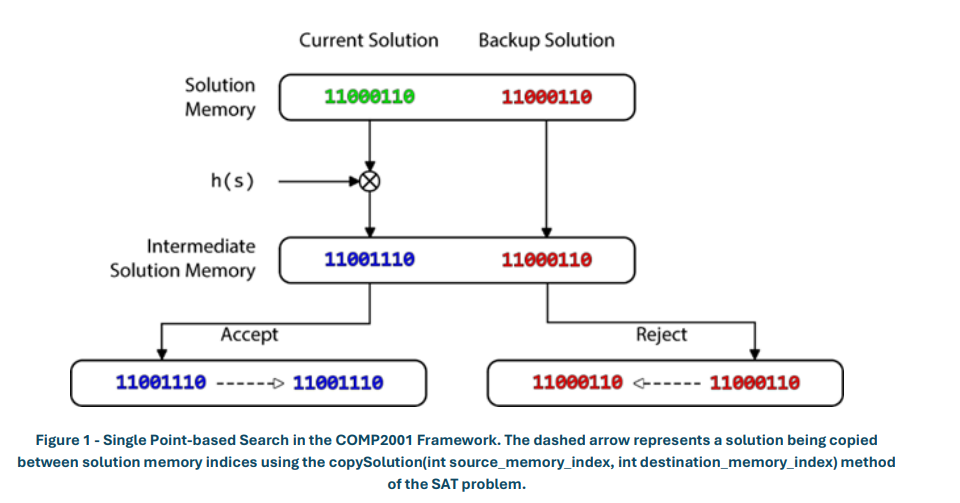 Current Solution Backup Solution
Solution
Memory
11000110 11000110
h(s)
Intermediate
Solution Memory
11001110 11000110
Accept Reject
11001110 11001110 11000110 11000110
Figure 1 - Single Point-based Search in the COMP2001 Framework. The dashed arrow represents a solution being copied
between solution memory indices using the copySolution(int source_memory_index, int destination_memory_index) method
of the SAT problem.